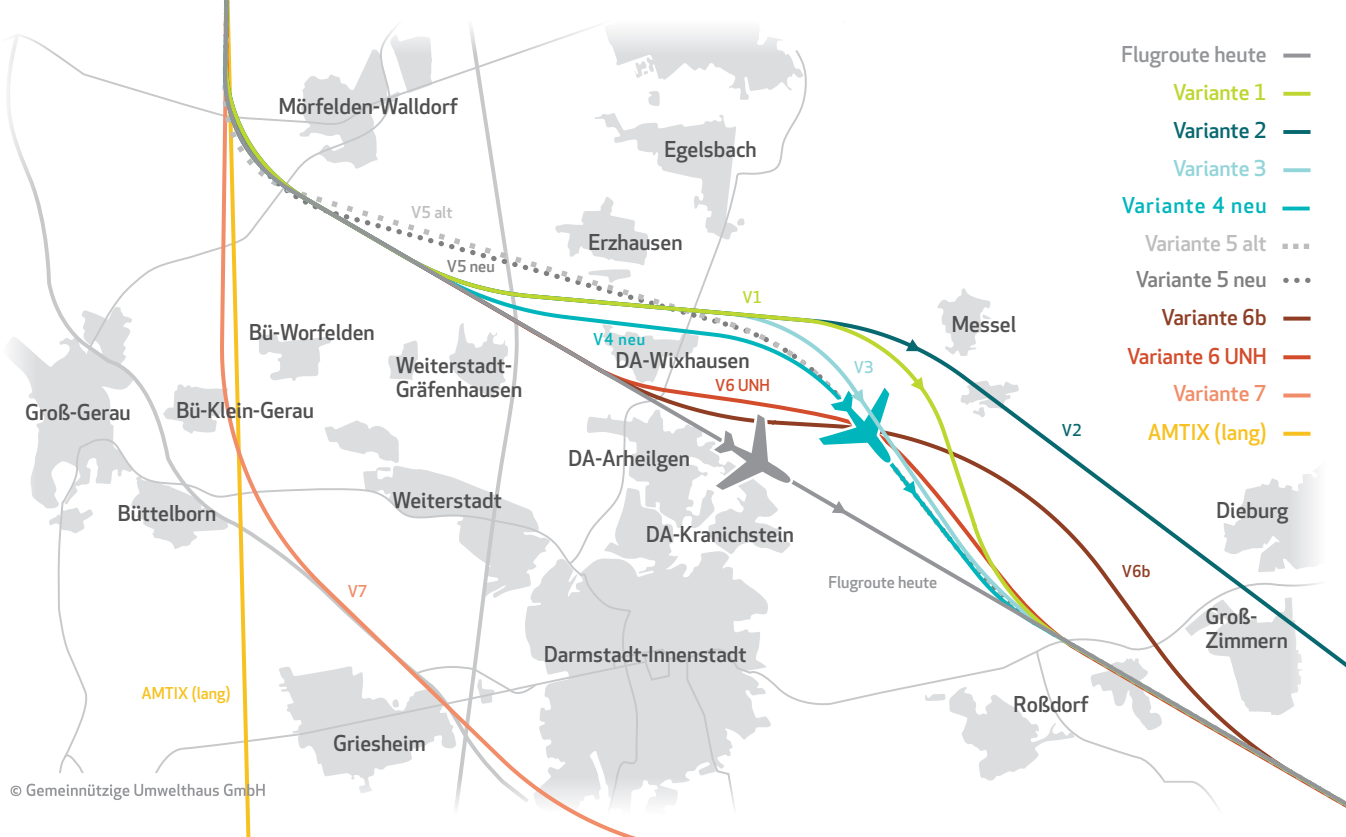 Flugroute heute
Variante 1
Variante 2
Variante 3
Variante 4 neu
Variante 5 alt
Variante 5 neu
Variante 6b
Variante 6 UNH
Variante 7
AMTIX (lang)
Mörfelden-Walldorf
Egelsbach
V5 alt
Erzhausen
V5 neu
V1
Messel
Bü-Worfelden
V4 neu
DA-Wixhausen
Weiterstadt-
Gräfenhausen
V3
V6 UNH
Groß-Gerau
Bü-Klein-Gerau
V2
DA-Arheilgen
Weiterstadt
Büttelborn
Dieburg
DA-Kranichstein
V6b
Flugroute heute
V7
Groß-
Zimmern
Darmstadt-Innenstadt
AMTIX (lang)
Roßdorf
Griesheim
© Gemeinnützige Umwelthaus GmbH